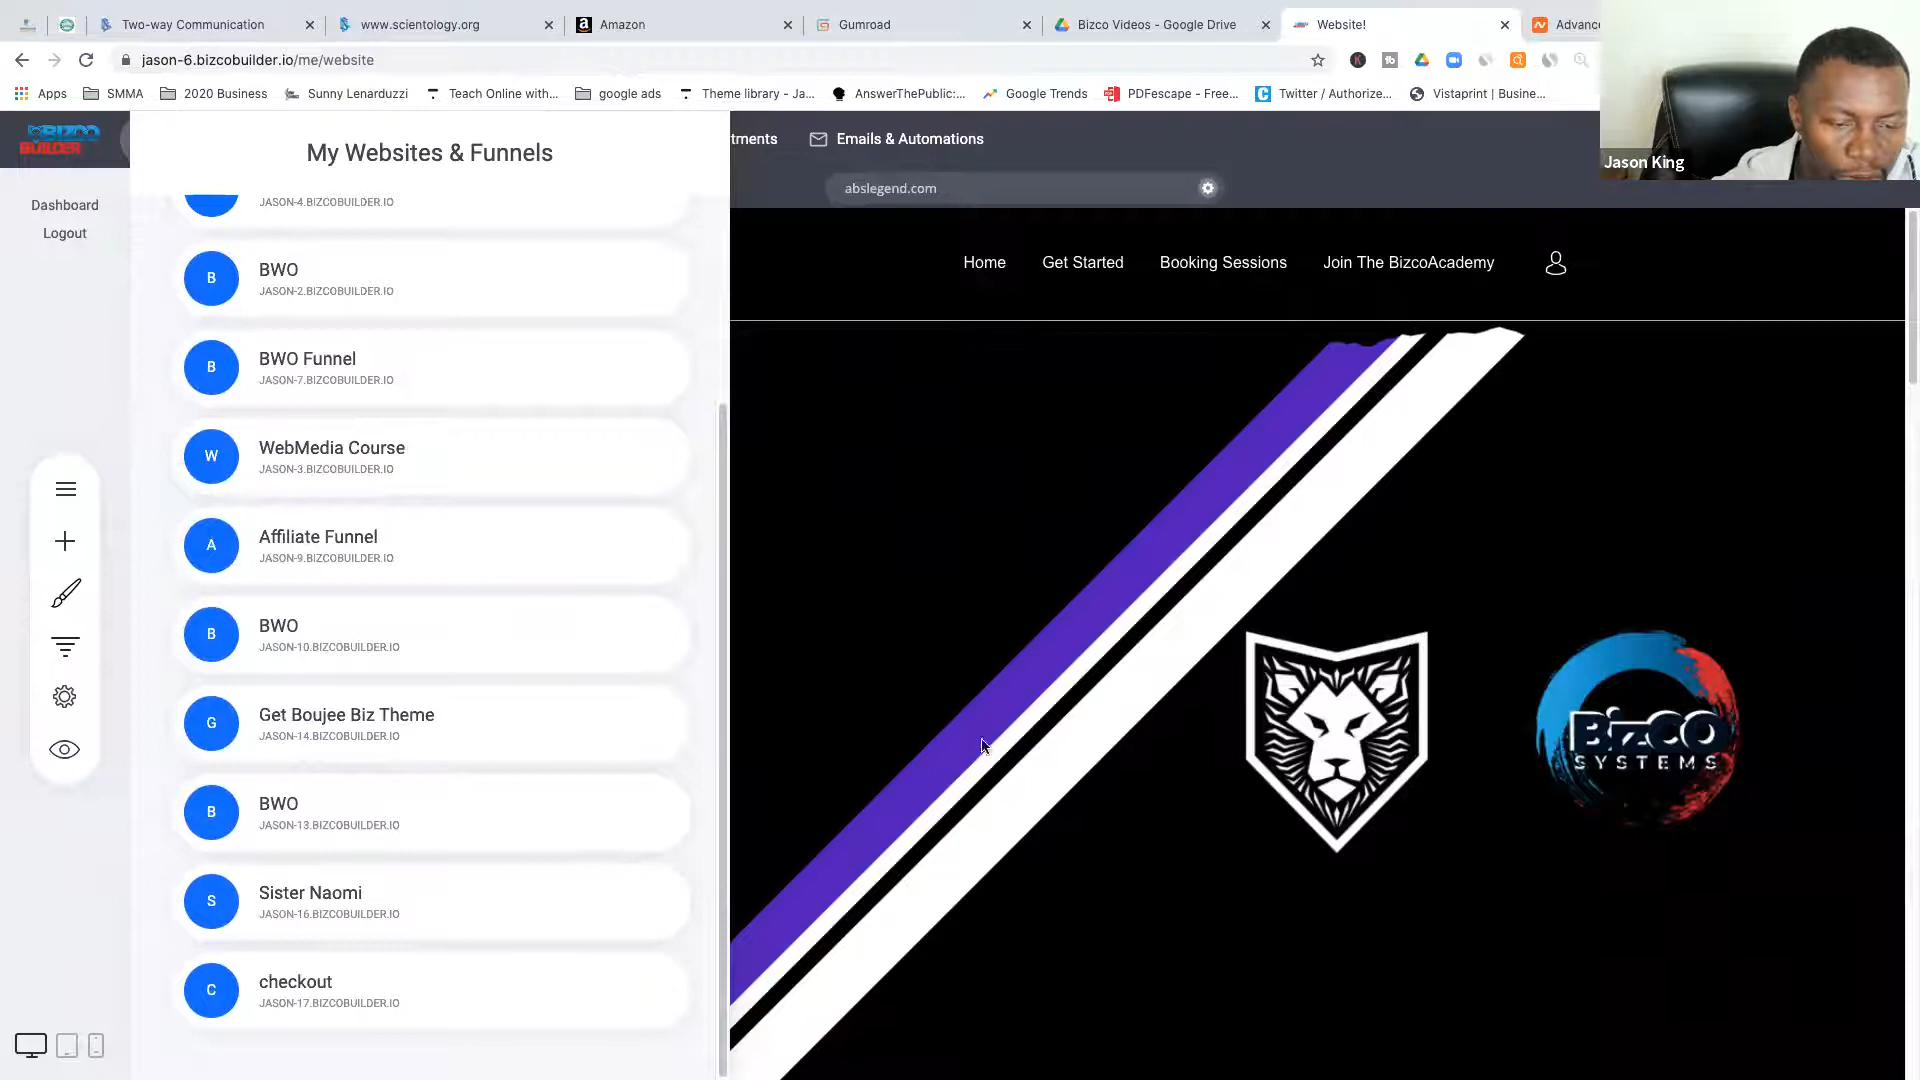 Two-way Communication
www.scientology.org
Amazon
Gumroad
Bizco Videos - Google Drive
Website!
Advanc
jason-6.bizcobuilder.io/me/website
Apps
SMMA
2020 Business
Sunny Lenarduzzi
Teach Online with...
google ads
Theme library - Ja...
AnswerThePublic:...
Google Trends
PDFescape - Free...
Twitter / Authorize...
Vistaprint | Busine...
BIZCO
BUILDER
My Websites & Funnels
tments
Emails & Automations
Jason King
abslegend.com
Dashboard
Logout
JASON-4.BIZCOBUILDER.IO
Home
Get Started
Booking Sessions
Join The BizcoAcademy
B
BWO
JASON-2.BIZCOBUILDER.IO
B
BWO Funnel
JASON-7.BIZCOBUILDER.IO
W
WebMedia Course
JASON-3.BIZCOBUILDER.IO
A
Affiliate Funnel
JASON-9.BIZCOBUILDER.IO
B
BWO
JASON-10.BIZCOBUILDER.IO
G
Get Boujee Biz Theme
JASON-14.BIZCOBUILDER.IO
B
BWO
JASON-13.BIZCOBUILDER.IO
S
Sister Naomi
JASON-16.BIZCOBUILDER.IO
C
checkout
JASON-17.BIZCOBUILDER.IO
BizCO
SYSTEMS